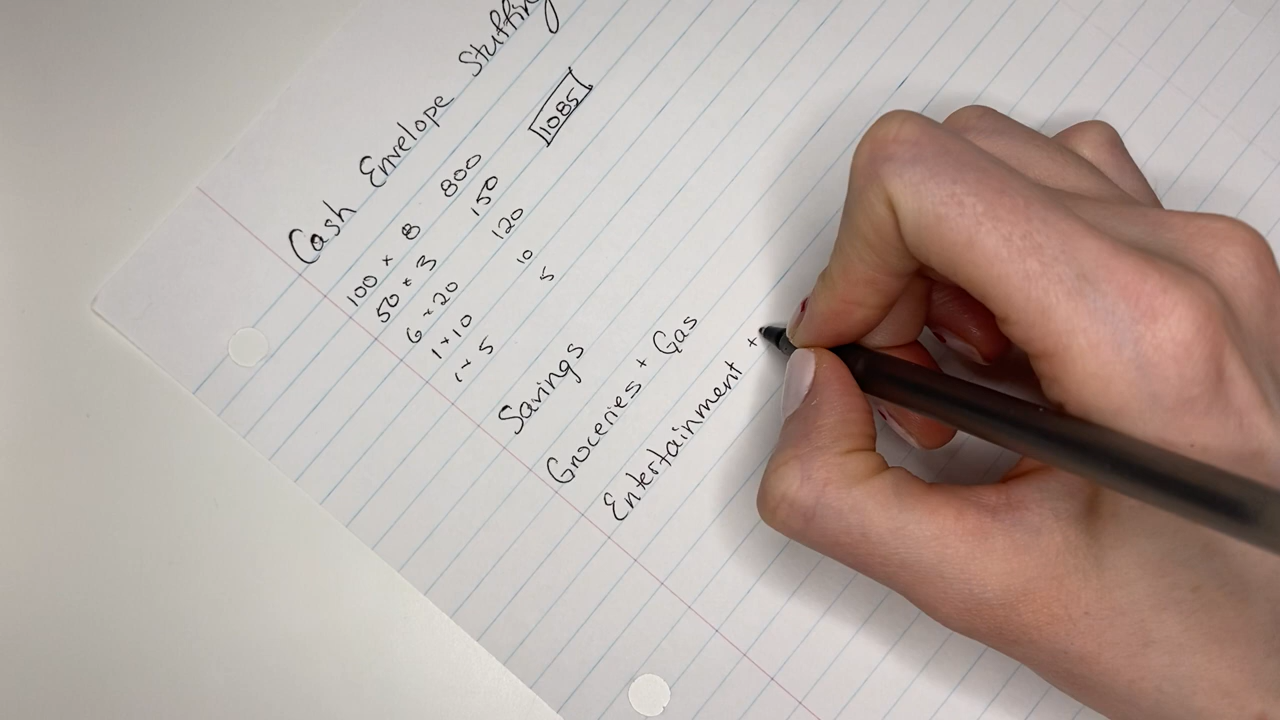 Cash Envelope Stuffing
1085
100 × 8 800
50 × 3 150
6 × 20 120
1 × 10 10
1 × 5 5
Savings
Groceries + Gas
Entertainment +